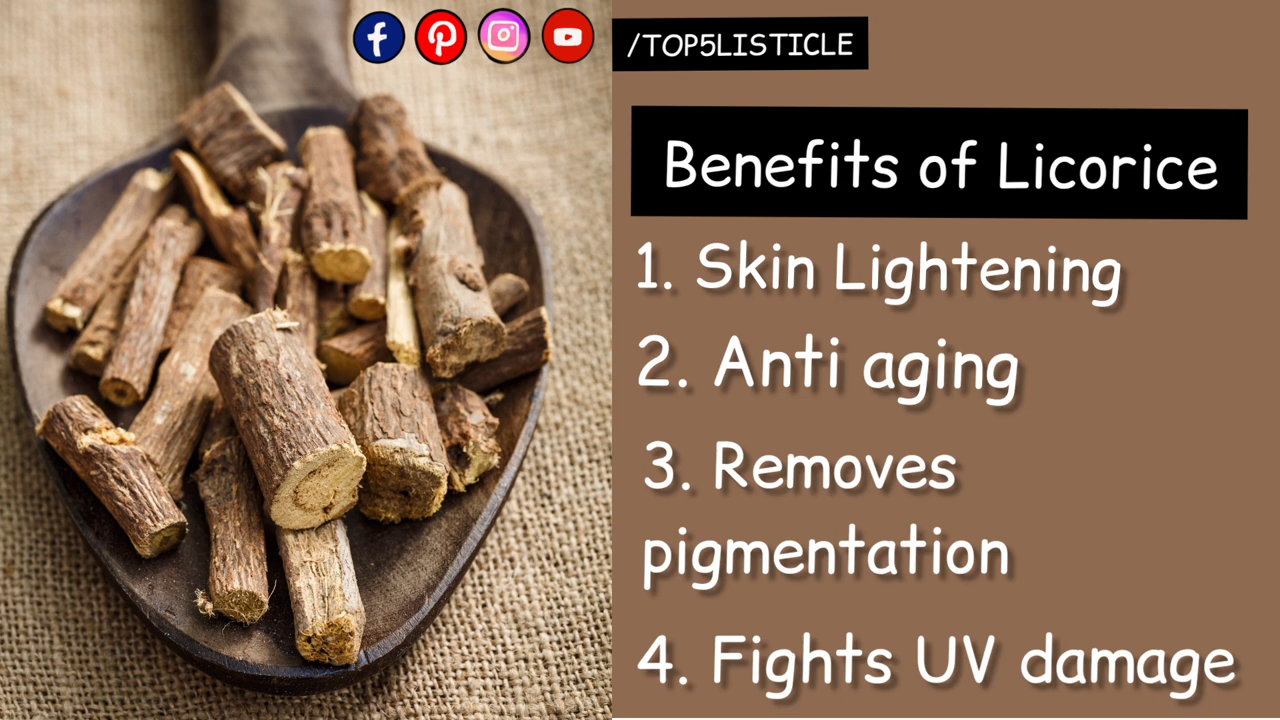 /TOP5LISTICLE
Benefits of Licorice
1. Skin Lightening
2. Anti aging
3. Removes
pigmentation
4. Fights UV damage